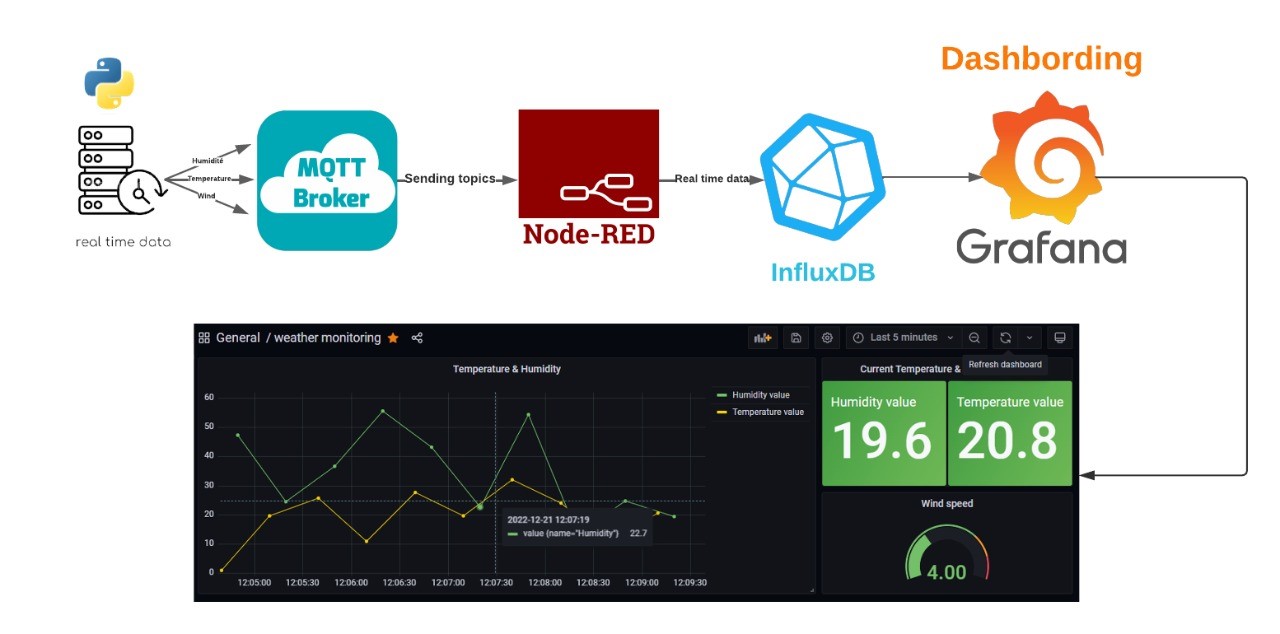 Dashbording
Humidité
Temperature
Wind
real time data
MQTT
Broker
Sending topics
Node-RED
Real time data
InfluxDB
Grafana
General / weather monitoring
Last 5 minutes
Refresh dashboard
Temperature & Humidity
60
50
40
30
20
10
0
12:05:00 12:05:30 12:06:00 12:06:30 12:07:00 12:07:30 12:08:00 12:08:30 12:09:00 12:09:30
Humidity value
Temperature value
2022-12-21 12:07:19
value {name="Humidity"} 22.7
Current Temperature &
Humidity value
19.6
Temperature value
20.8
Wind speed
4.00